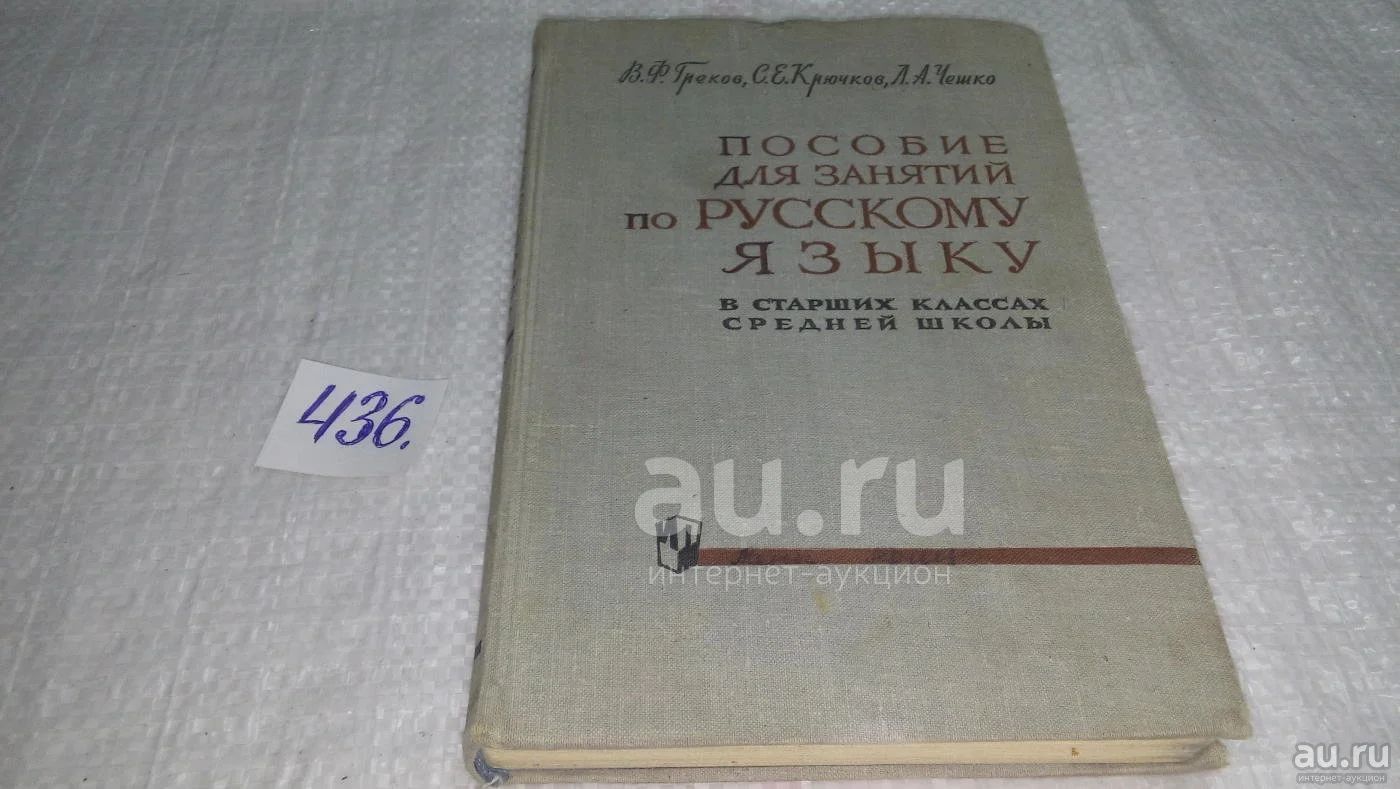 В.Ф. Греков, С.Е. Крючков, Л.А. Чешко
ПОСОБИЕ
ДЛЯ ЗАНЯТИЙ
ПО РУССКОМУ
ЯЗЫКУ
В СТАРШИХ КЛАССАХ
СРЕДНЕЙ ШКОЛЫ
436.
au.ru
интернет-аукцион
au.ru
интернет-аукцион